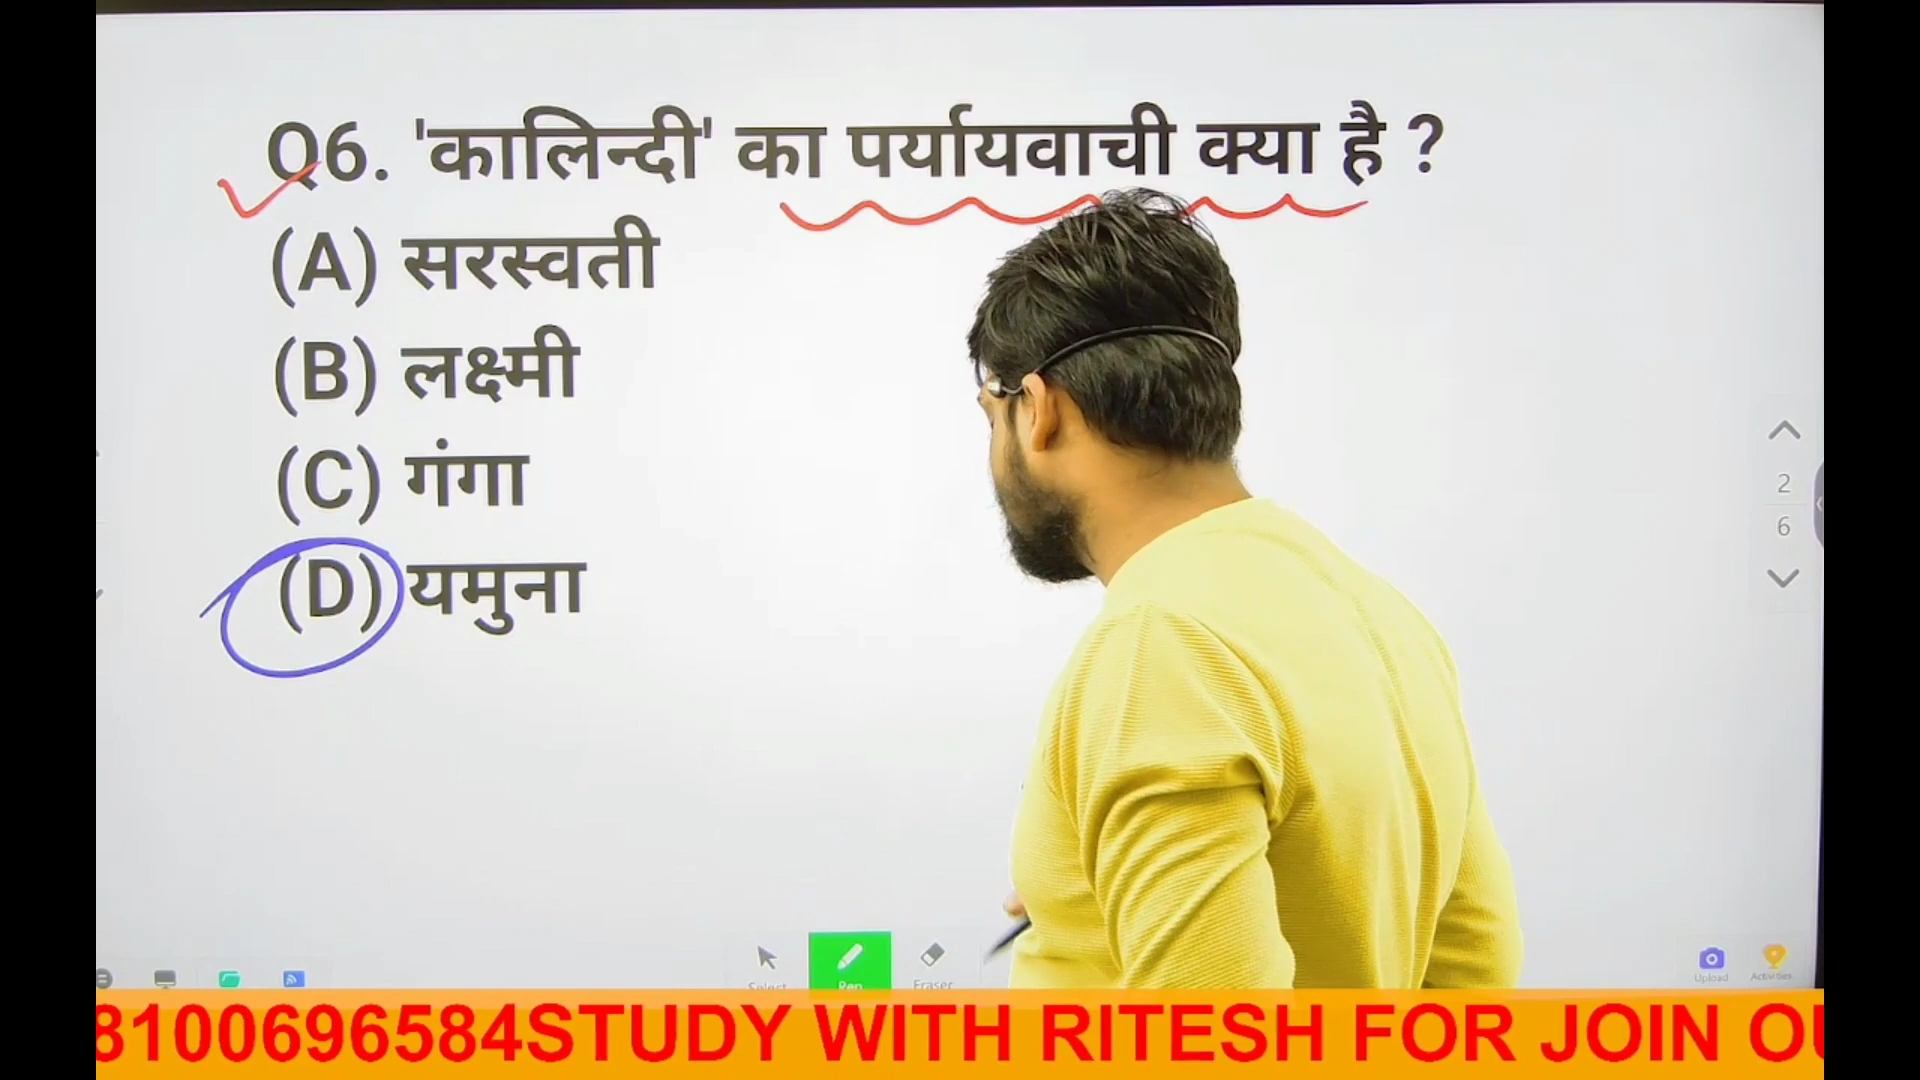 Q6. 'कालिन्दी' का पर्यायवाची क्या है ?
(A) सरस्वती
(B) लक्ष्मी
(C) गंगा
(D) यमुना
2
6
Select
Pen
Eraser
Upload
Activities
8100696584STUDY WITH RITESH FOR JOIN